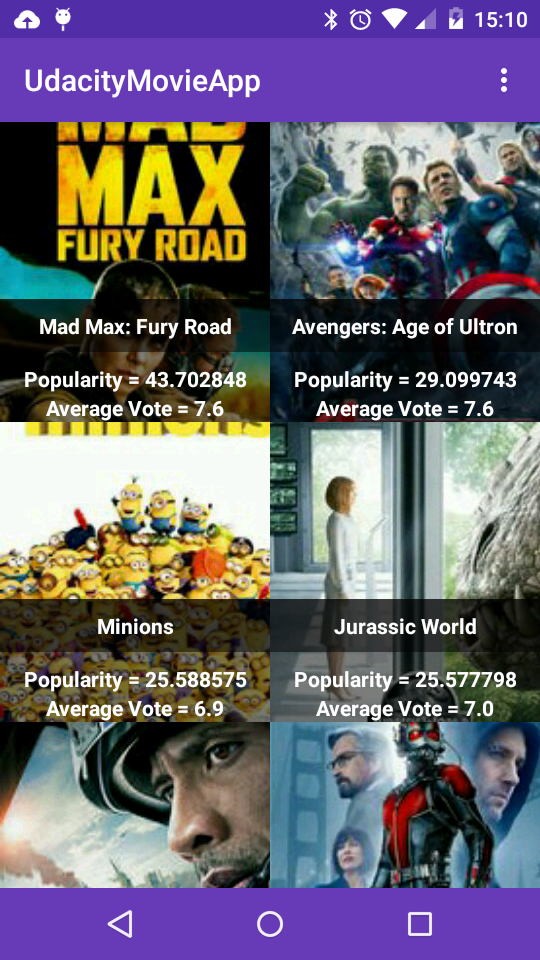 15:10
UdacityMovieApp
MAD
MAX
FURY ROAD
Mad Max: Fury Road
Popularity = 43.702848
Average Vote = 7.6
Avengers: Age of Ultron
Popularity = 29.099743
Average Vote = 7.6
minions
Minions
Popularity = 25.588575
Average Vote = 6.9
Jurassic World
Popularity = 25.577798
Average Vote = 7.0